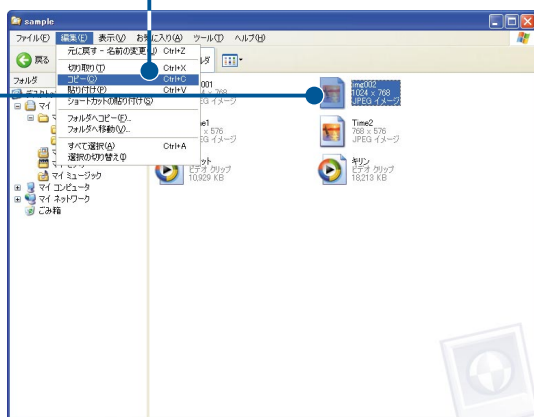 sample
ファイル(F) 編集(E) 表示(V) お気に入り(A) ツール(T) ヘルプ(H)
元に戻す - 名前の変更 Ctrl+Z
切り取り(T) Ctrl+X
コピー(C) Ctrl+C
貼り付け(P) Ctrl+V
ショートカットの貼り付け(S)
フォルダへコピー(F)...
フォルダへ移動(V)...
すべて選択(A) Ctrl+A
選択の切り替え(I)
戻る
フォルダ
マイ ミュージック
マイ コンピュータ
マイ ネットワーク
ごみ箱
001
x 768
JPEG イメージ
img002
1024 x 768
JPEG イメージ
x 576
JPEG イメージ
Time2
768 x 576
JPEG イメージ
ビデオ クリップ
10,929 KB
キリン
ビデオ クリップ
18,213 KB